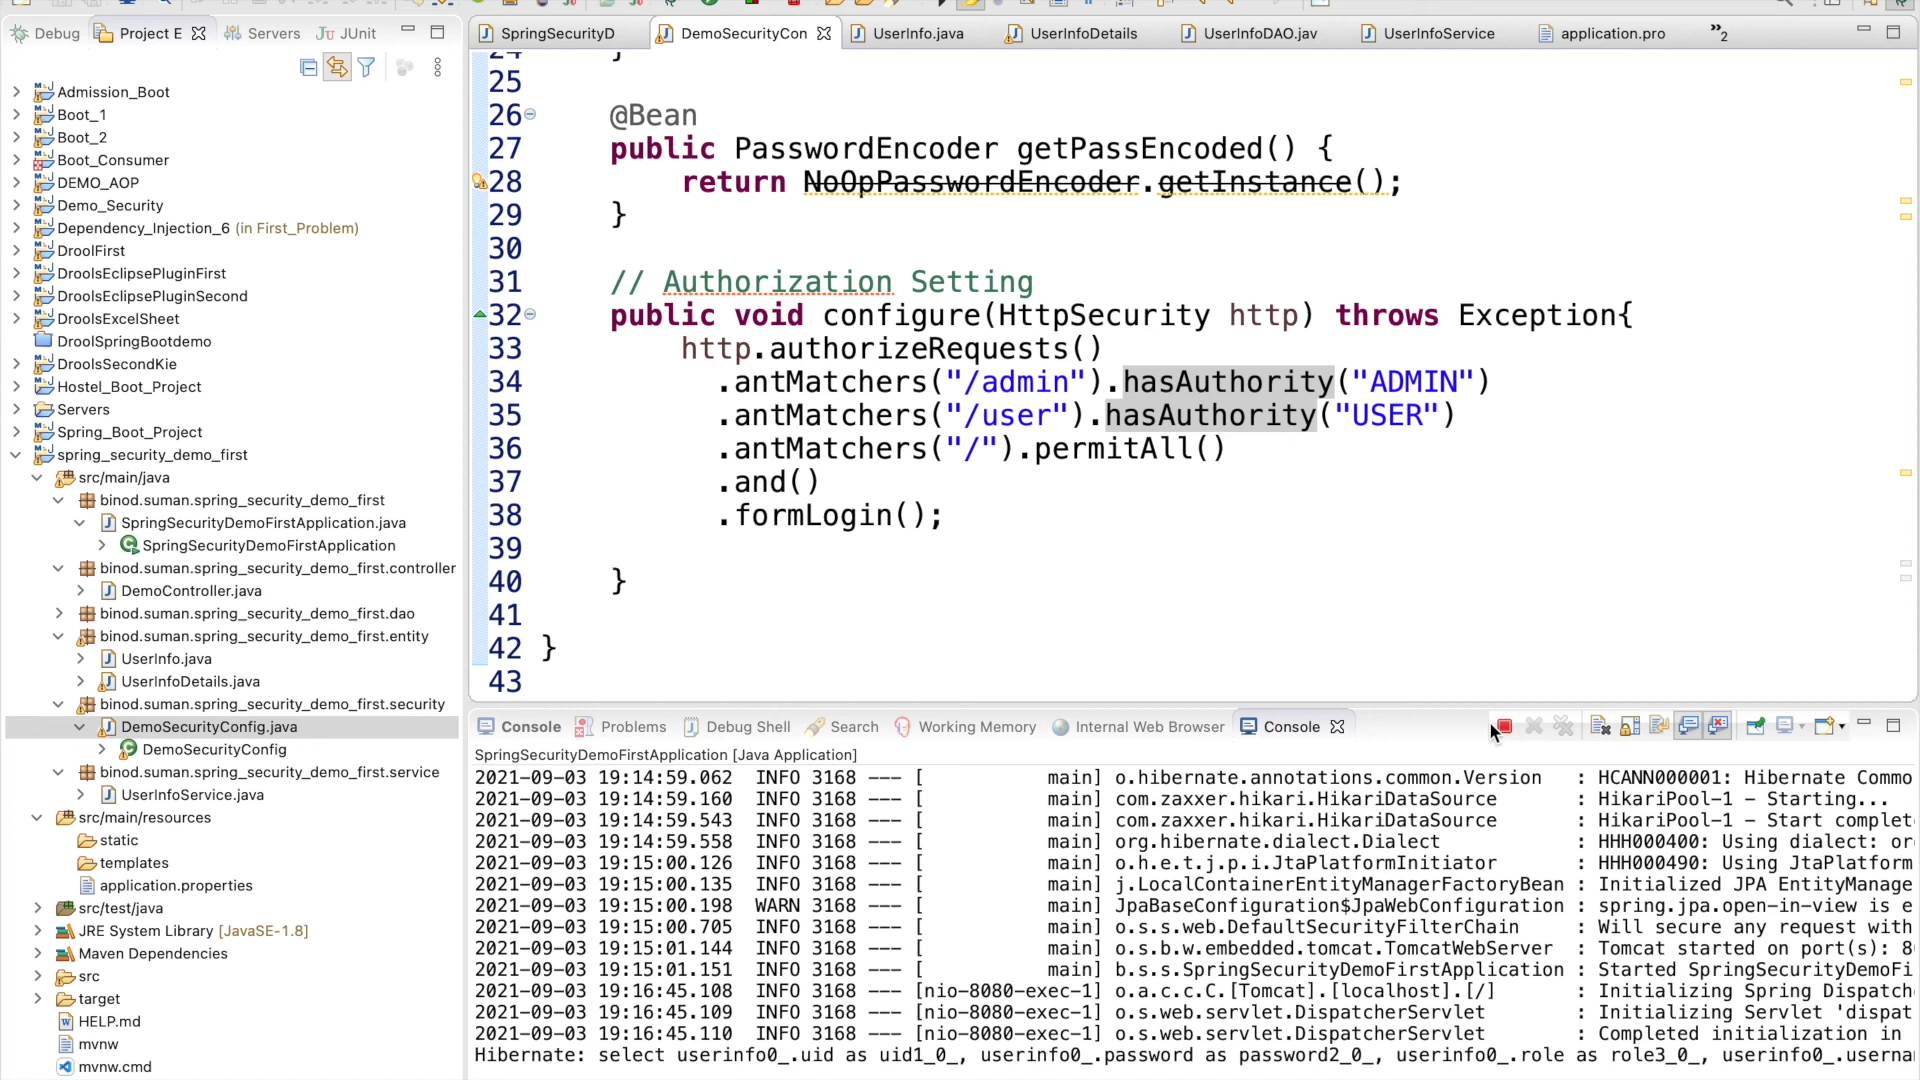 Debug
Project E
Servers
JUnit
Admission_Boot
Boot_1
Boot_2
Boot_Consumer
DEMO_AOP
Demo_Security
Dependency_Injection_6 (in First_Problem)
DroolFirst
DroolsEclipsePluginFirst
DroolsEclipsePluginSecond
DroolsExcelSheet
DroolSpringBootdemo
DroolsSecondKie
Hostel_Boot_Project
Servers
Spring_Boot_Project
spring_security_demo_first
src/main/java
binod.suman.spring_security_demo_first
SpringSecurityDemoFirstApplication.java
SpringSecurityDemoFirstApplication
binod.suman.spring_security_demo_first.controller
DemoController.java
binod.suman.spring_security_demo_first.dao
binod.suman.spring_security_demo_first.entity
UserInfo.java
UserInfoDetails.java
binod.suman.spring_security_demo_first.security
DemoSecurityConfig.java
DemoSecurityConfig
binod.suman.spring_security_demo_first.service
UserInfoService.java
src/main/resources
static
templates
application.properties
src/test/java
JRE System Library [JavaSE-1.8]
Maven Dependencies
src
target
HELP.md
mvnw
mvnw.cmd
SpringSecurityD
DemoSecurityCon
UserInfo.java
UserInfoDetails
UserInfoDAO.jav
UserInfoService
application.pro
»2
24 }
25
26 @Bean
27 public PasswordEncoder getPassEncoded() {
28 return NoOpPasswordEncoder.getInstance();
29 }
30
31 // Authorization Setting
32 public void configure(HttpSecurity http) throws Exception{
33 http.authorizeRequests()
34 .antMatchers("/admin").hasAuthority("ADMIN")
35 .antMatchers("/user").hasAuthority("USER")
36 .antMatchers("/").permitAll()
37 .and()
38 .formLogin();
39
40 }
41
42 }
43
Console
Problems
Debug Shell
Search
Working Memory
Internal Web Browser
Console
SpringSecurityDemoFirstApplication [Java Application]
2021-09-03 19:14:59.062 INFO 3168 --- [ main] o.hibernate.annotations.common.Version : HCANN000001: Hibernate Commo
2021-09-03 19:14:59.160 INFO 3168 --- [ main] com.zaxxer.hikari.HikariDataSource : HikariPool-1 - Starting...
2021-09-03 19:14:59.543 INFO 3168 --- [ main] com.zaxxer.hikari.HikariDataSource : HikariPool-1 - Start complet
2021-09-03 19:14:59.558 INFO 3168 --- [ main] org.hibernate.dialect.Dialect : HHH000400: Using dialect: or
2021-09-03 19:15:00.126 INFO 3168 --- [ main] o.h.e.t.j.p.i.JtaPlatformInitiator : HHH000490: Using JtaPlatform
2021-09-03 19:15:00.135 INFO 3168 --- [ main] j.LocalContainerEntityManagerFactoryBean : Initialized JPA EntityManage
2021-09-03 19:15:00.198 WARN 3168 --- [ main] JpaBaseConfiguration$JpaWebConfiguration : spring.jpa.open-in-view is e
2021-09-03 19:15:00.705 INFO 3168 --- [ main] o.s.s.web.DefaultSecurityFilterChain : Will secure any request with
2021-09-03 19:15:01.144 INFO 3168 --- [ main] o.s.b.w.embedded.tomcat.TomcatWebServer : Tomcat started on port(s): 8
2021-09-03 19:15:01.151 INFO 3168 --- [ main] b.s.s.SpringSecurityDemoFirstApplication : Started SpringSecurityDemoFi
2021-09-03 19:16:45.108 INFO 3168 --- [nio-8080-exec-1] o.a.c.c.C.[Tomcat].[localhost].[/] : Initializing Spring Dispatch
2021-09-03 19:16:45.109 INFO 3168 --- [nio-8080-exec-1] o.s.web.servlet.DispatcherServlet : Initializing Servlet 'dispat
2021-09-03 19:16:45.110 INFO 3168 --- [nio-8080-exec-1] o.s.web.servlet.DispatcherServlet : Completed initialization in
Hibernate: select userinfo0_.uid as uid1_0_, userinfo0_.password as password2_0_, userinfo0_.role as role3_0_, userinfo0_.userna